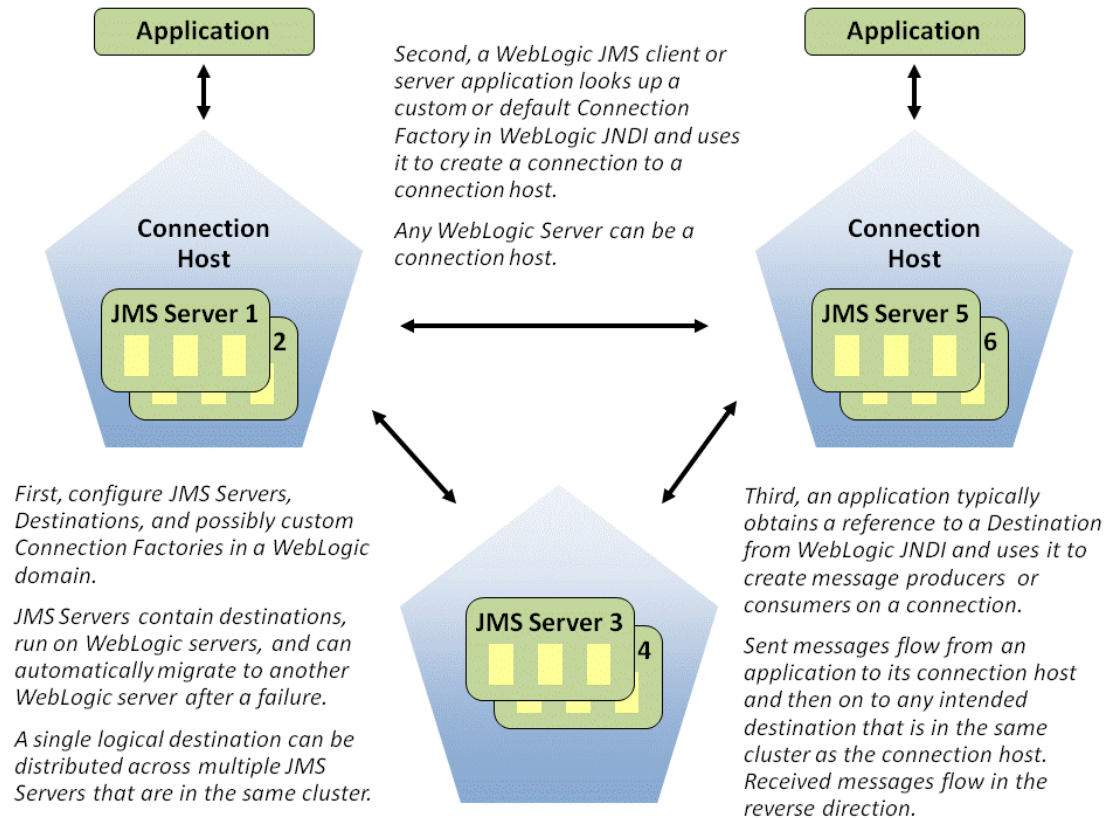 Application
Application
Second, a WebLogic JMS client or
server application looks up a
custom or default Connection
Factory in WebLogic JNDI and uses
it to create a connection to a
connection host.
Any WebLogic Server can be a
connection host.
Connection
Host
JMS Server 1
2
Connection
Host
JMS Server 5
6
First, configure JMS Servers,
Destinations, and possibly custom
Connection Factories in a WebLogic
domain.
JMS Servers contain destinations,
run on WebLogic servers, and can
automatically migrate to another
WebLogic server after a failure.
A single logical destination can be
distributed across multiple JMS
Servers that are in the same cluster.
JMS Server 3
4
Third, an application typically
obtains a reference to a Destination
from WebLogic JNDI and uses it to
create message producers or
consumers on a connection.
Sent messages flow from an
application to its connection host
and then on to any intended
destination that is in the same
cluster as the connection host.
Received messages flow in the
reverse direction.